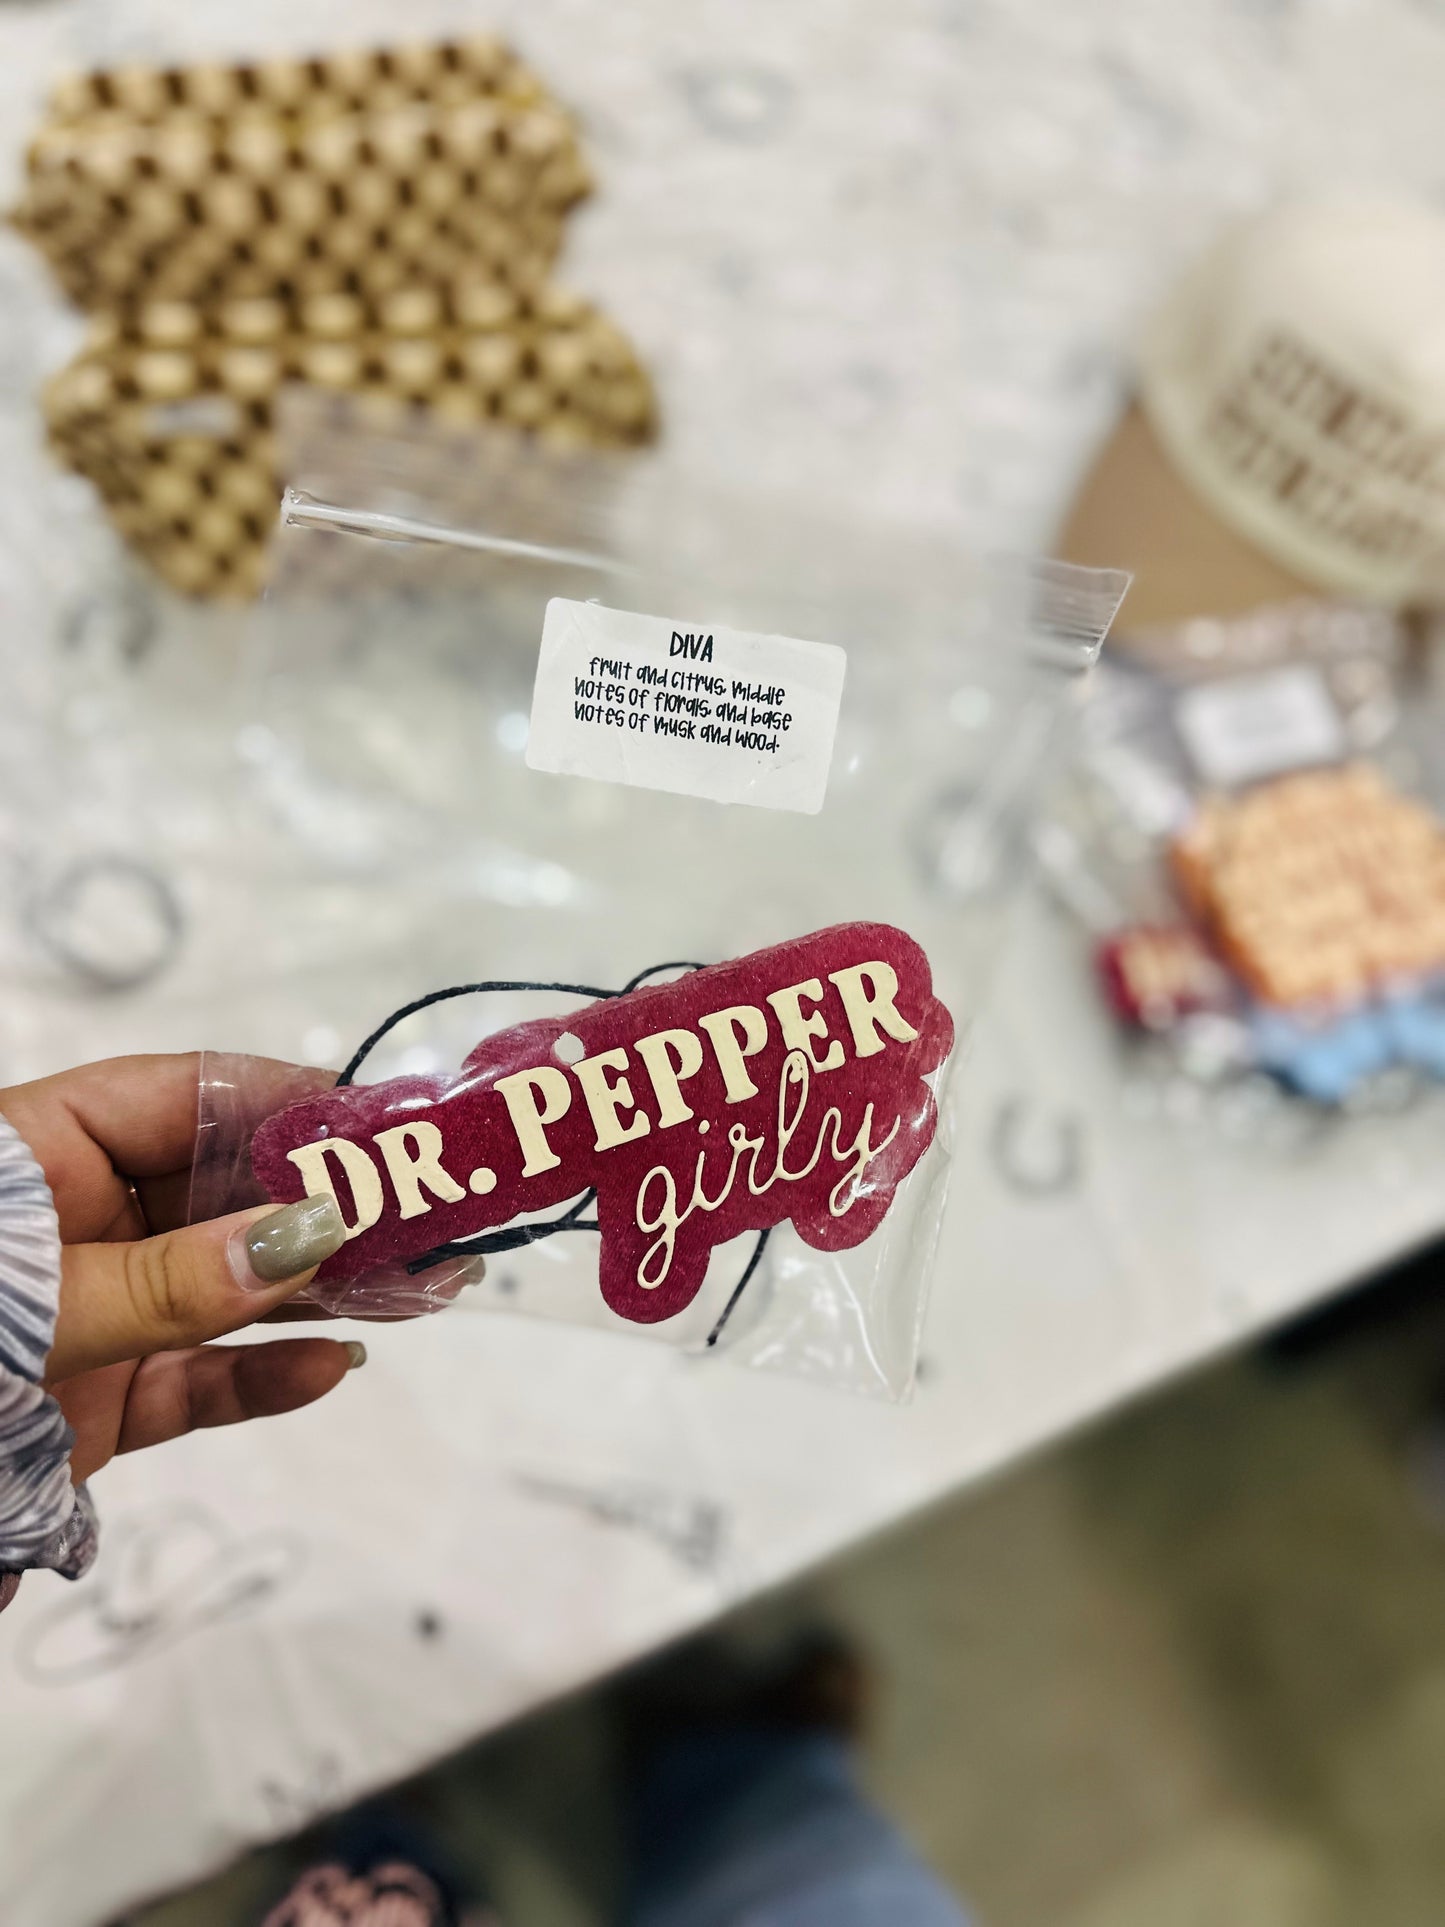 DIVA
fruit and citrus, middle
notes of florals, and base
notes of musk and wood.
DR. PEPPER
girly